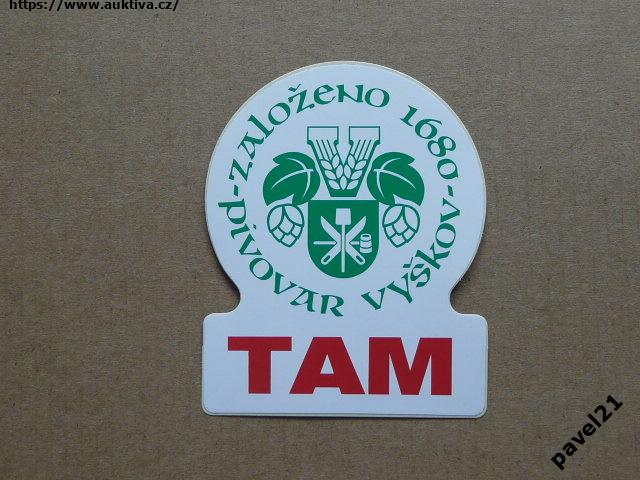 https://www.auktiva.cz/
-ZALOŽENO 1680-
PIVOVAR VYŠKOV
V
TAM
pavel21